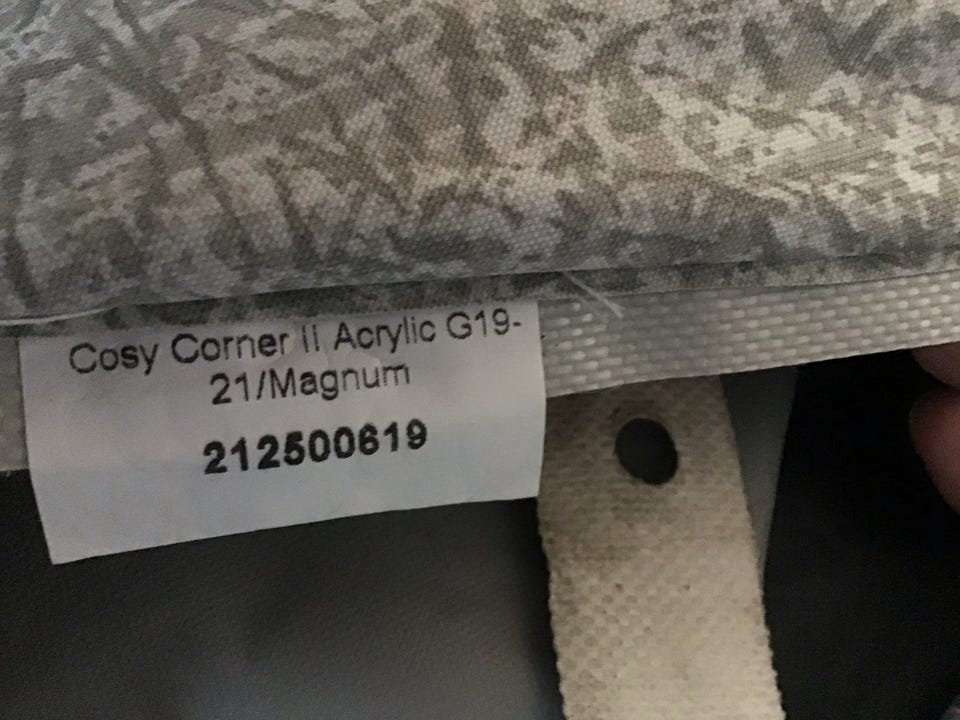 Cosy Corner II Acrylic G19-
21/Magnum
212500619